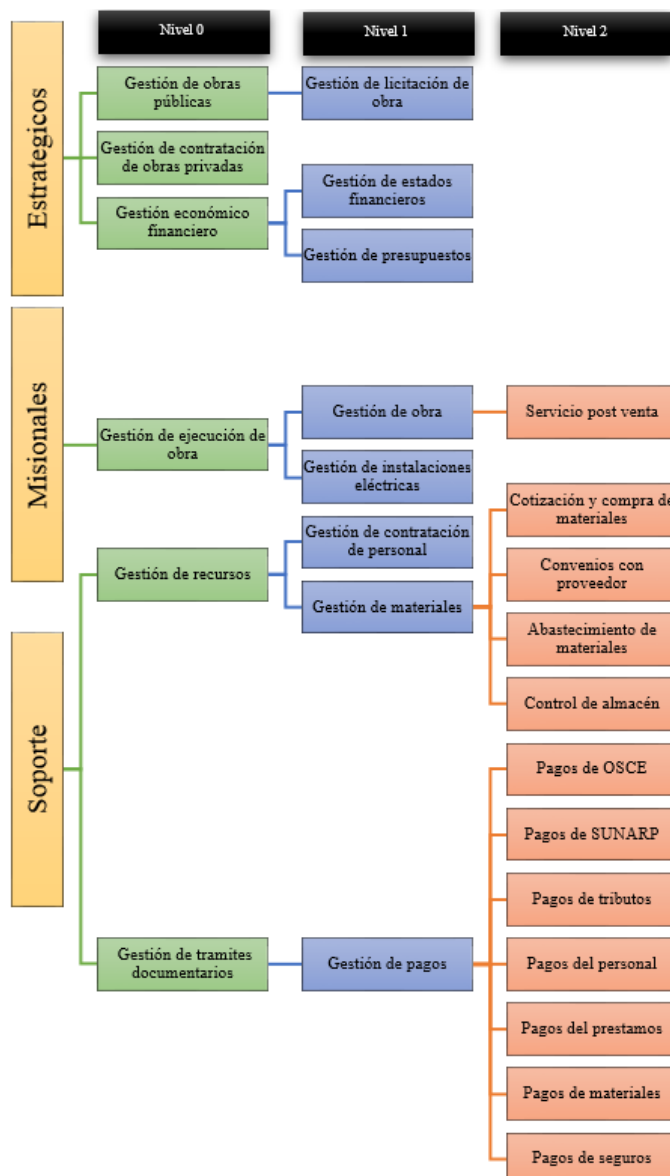 Nivel 0
Nivel 1
Nivel 2
Estrategicos
Gestión de obras
públicas
Gestión de licitación de
obra
Gestión de contratación
de obras privadas
Gestión económico
financiero
Gestión de estados
financieros
Gestión de presupuestos
Misionales
Gestión de ejecución de
obra
Gestión de obra
Servicio post venta
Gestión de instalaciones
eléctricas
Soporte
Gestión de recursos
Gestión de contratación
de personal
Gestión de materiales
Cotización y compra de
materiales
Convenios con
proveedor
Abastecimiento de
materiales
Control de almacén
Gestión de tramites
documentarios
Gestión de pagos
Pagos de OSCE
Pagos de SUNARP
Pagos de tributos
Pagos del personal
Pagos del prestamos
Pagos de materiales
Pagos de seguros